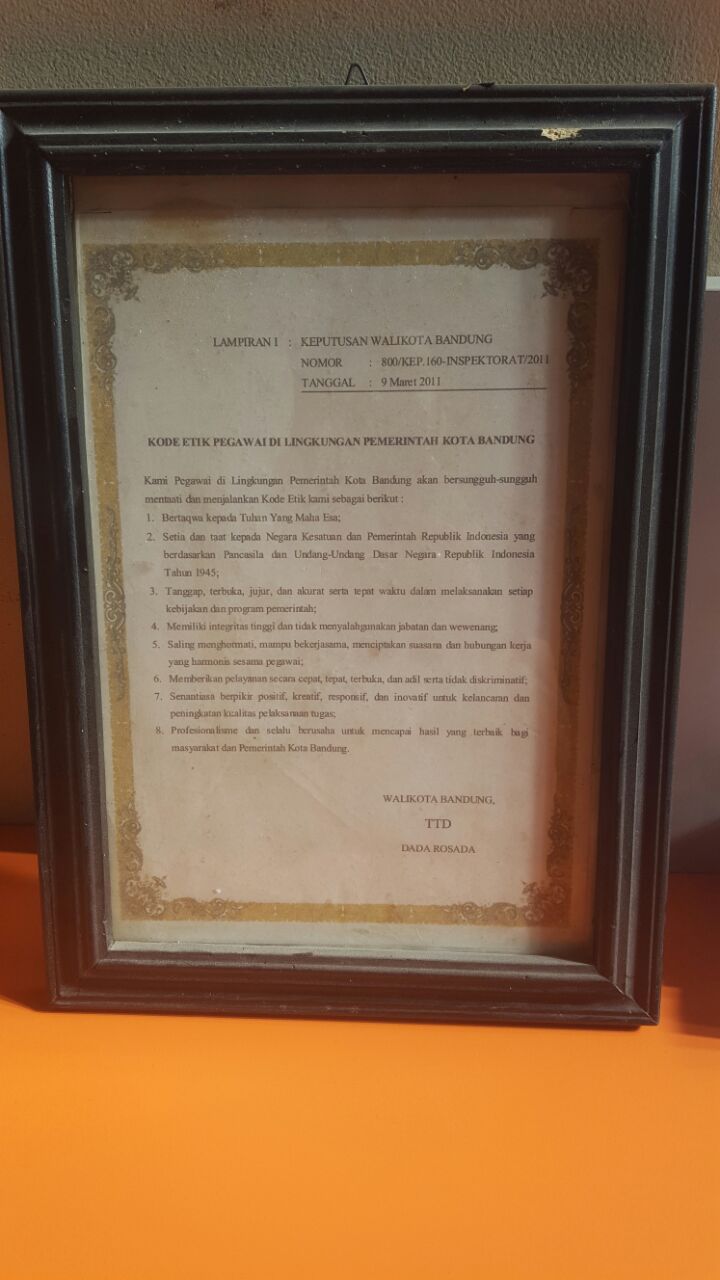 LAMPIRAN I : KEPUTUSAN WALIKOTA BANDUNG
NOMOR : 800/KEP.160-INSPEKTORAT/2011
TANGGAL : 9 Maret 2011
KODE ETIK PEGAWAI DI LINGKUNGAN PEMERINTAH KOTA BANDUNG
Kami Pegawai di Lingkungan Pemerintah Kota Bandung akan bersungguh-sungguh
mentaati dan menjalankan Kode Etik kami sebagai berikut :
1. Bertaqwa kepada Tuhan Yang Maha Esa;
2. Setia dan taat kepada Negara Kesatuan dan Pemerintah Republik Indonesia yang
berdasarkan Pancasila dan Undang-Undang Dasar Negara Republik Indonesia
Tahun 1945;
3. Tanggap, terbuka, jujur, dan akurat serta tepat waktu dalam melaksanakan setiap
kebijakan dan program pemerintah;
4. Memiliki integritas tinggi dan tidak menyalahgunakan jabatan dan wewenang;
5. Saling menghormati, mampu bekerjasama, menciptakan suasana dan hubungan kerja
yang harmonis sesama pegawai;
6. Memberikan pelayanan secara cepat, tepat, terbuka, dan adil serta tidak diskriminatif;
7. Senantiasa berpikir positif, kreatif, responsif, dan inovatif untuk kelancaran dan
peningkatan kualitas pelaksanaan tugas;
8. Profesionalisme dan selalu berusaha untuk mencapai hasil yang terbaik bagi
masyarakat dan Pemerintah Kota Bandung.
WALIKOTA BANDUNG,
TTD
DADA ROSADA